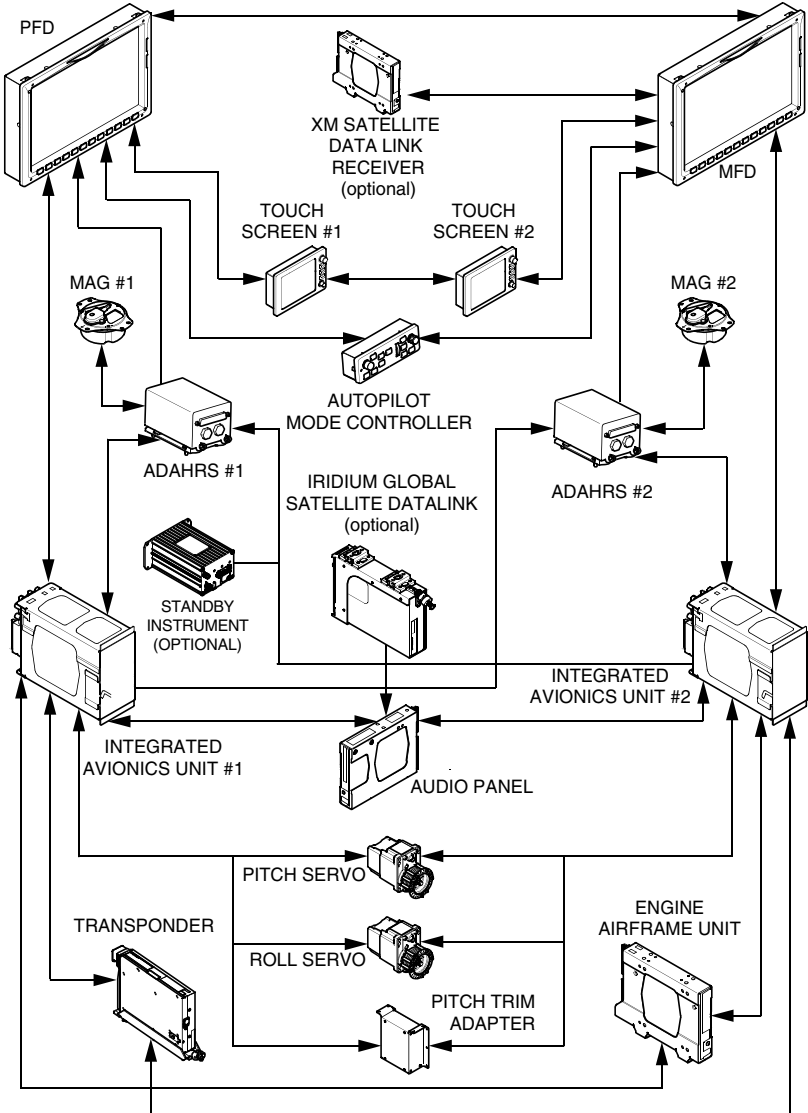 PFD
XM SATELLITE
DATA LINK
RECEIVER
(optional)
MFD
TOUCH
SCREEN #1
TOUCH
SCREEN #2
MAG #1
MAG #2
AUTOPILOT
MODE CONTROLLER
ADAHRS #1
IRIDIUM GLOBAL
SATELLITE DATALINK
(optional)
ADAHRS #2
STANDBY
INSTRUMENT
(OPTIONAL)
INTEGRATED
AVIONICS UNIT #2
INTEGRATED
AVIONICS UNIT #1
AUDIO PANEL
PITCH SERVO
TRANSPONDER
ENGINE
AIRFRAME UNIT
ROLL SERVO
PITCH TRIM
ADAPTER